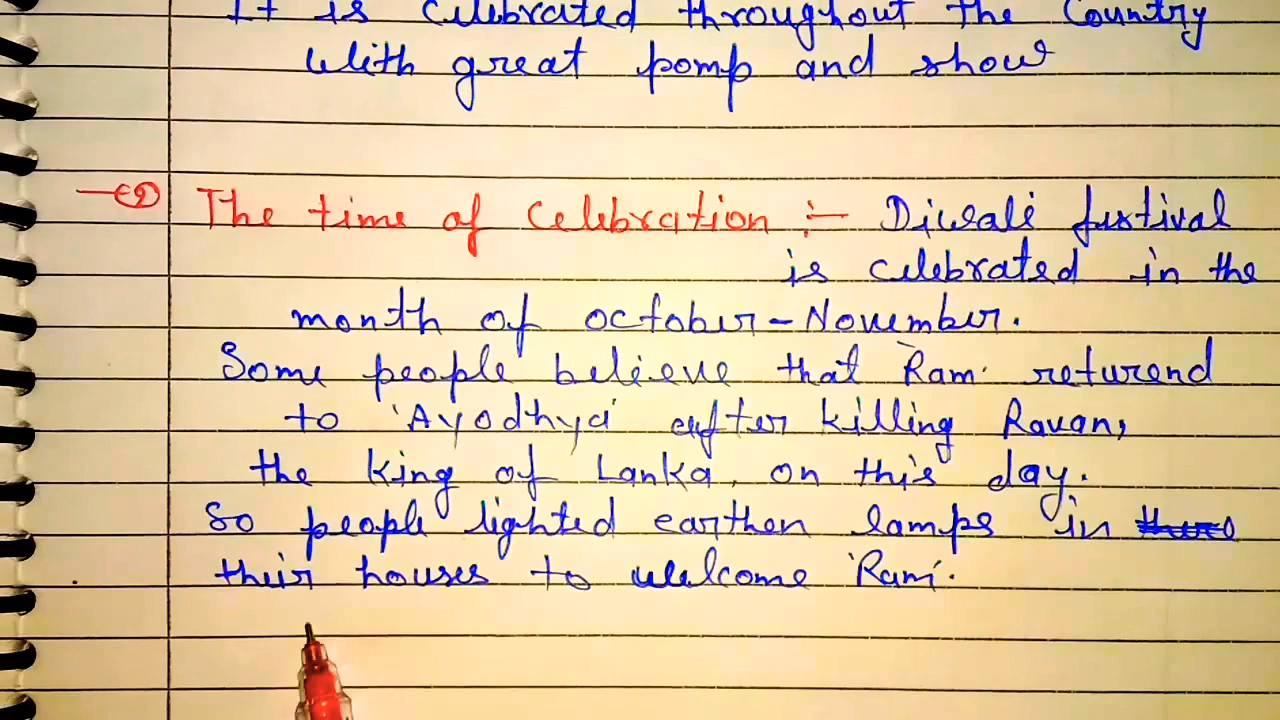 It is celebrated throughout the Country
with great pomp and show
The time of Celebration :- Diwali festival
is celebrated in the
month of october-November.
Some people believe that 'Ram' returend
to 'Ayodhya' after killing Ravan,
the King of Lanka, on this day.
So people lighted earthen lamps in
their houses to welcome 'Ram'.